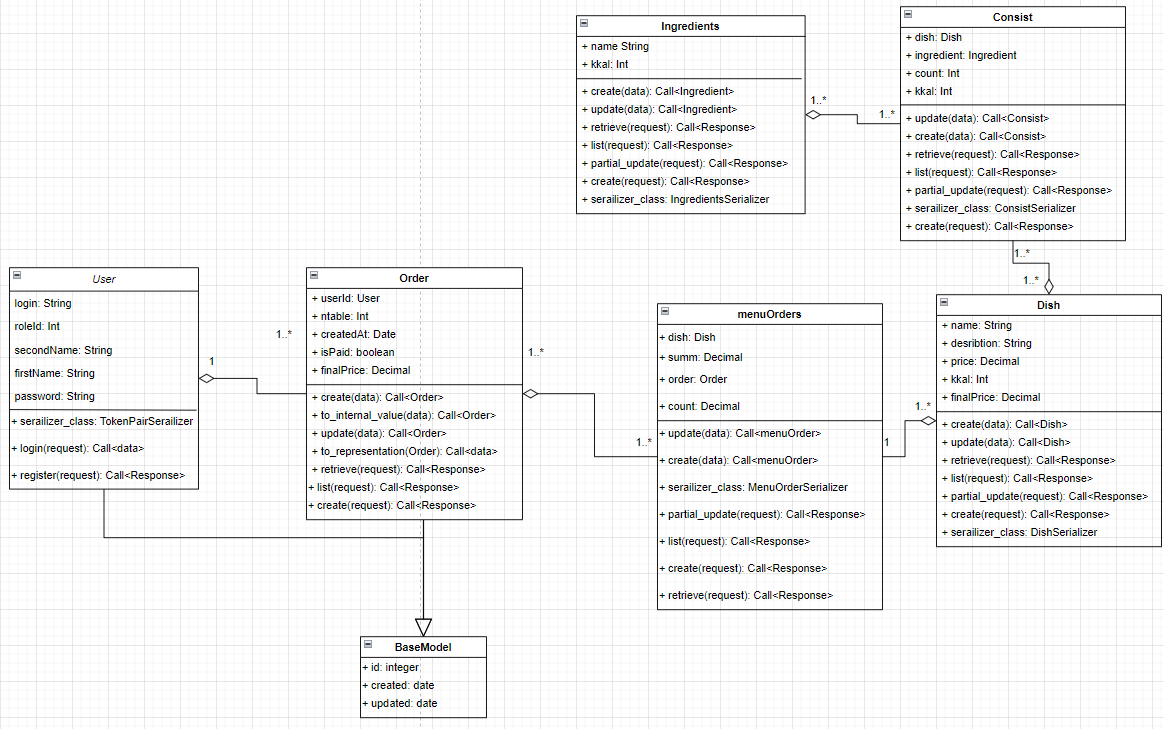 Ingredients
+ name String
+ kkal: Int
+ create(data): Call<Ingredient>
+ update(data): Call<Ingredient>
+ retrieve(request): Call<Response>
+ list(request): Call<Response>
+ partial_update(request): Call<Response>
+ create(request): Call<Response>
+ serailizer_class: IngredientsSerializer
1..*
1..*
Consist
+ dish: Dish
+ ingredient: Ingredient
+ count: Int
+ kkal: Int
+ update(data): Call<Consist>
+ create(data): Call<Consist>
+ retrieve(request): Call<Response>
+ list(request): Call<Response>
+ partial_update(request): Call<Response>
+ serailizer_class: ConsistSerializer
+ create(request): Call<Response>
1..*
1..*
User
login: String
roleId: Int
secondName: String
firstName: String
password: String
+ serailizer_class: TokenPairSerailizer
+ login(request): Call<data>
+ register(request): Call<Response>
1
1..*
Order
+ userId: User
+ ntable: Int
+ createdAt: Date
+ isPaid: boolean
+ finalPrice: Decimal
+ create(data): Call<Order>
+ to_internal_value(data): Call<Order>
+ update(data): Call<Order>
+ to_representation(Order): Call<data>
+ retrieve(request): Call<Response>
+ list(request): Call<Response>
+ create(request): Call<Response>
1..*
1..*
menuOrders
+ dish: Dish
+ summ: Decimal
+ order: Order
+ count: Decimal
+ update(data): Call<menuOrder>
+ create(data): Call<menuOrder>
+ serailizer_class: MenuOrderSerializer
+ partial_update(request): Call<Response>
+ list(request): Call<Response>
+ create(request): Call<Response>
+ retrieve(request): Call<Response>
1
1..*
Dish
+ name: String
+ desribtion: String
+ price: Decimal
+ kkal: Int
+ finalPrice: Decimal
+ create(data): Call<Dish>
+ update(data): Call<Dish>
+ retrieve(request): Call<Response>
+ list(request): Call<Response>
+ partial_update(request): Call<Response>
+ create(request): Call<Response>
+ serailizer_class: DishSerializer
BaseModel
+ id: integer
+ created: date
+ updated: date